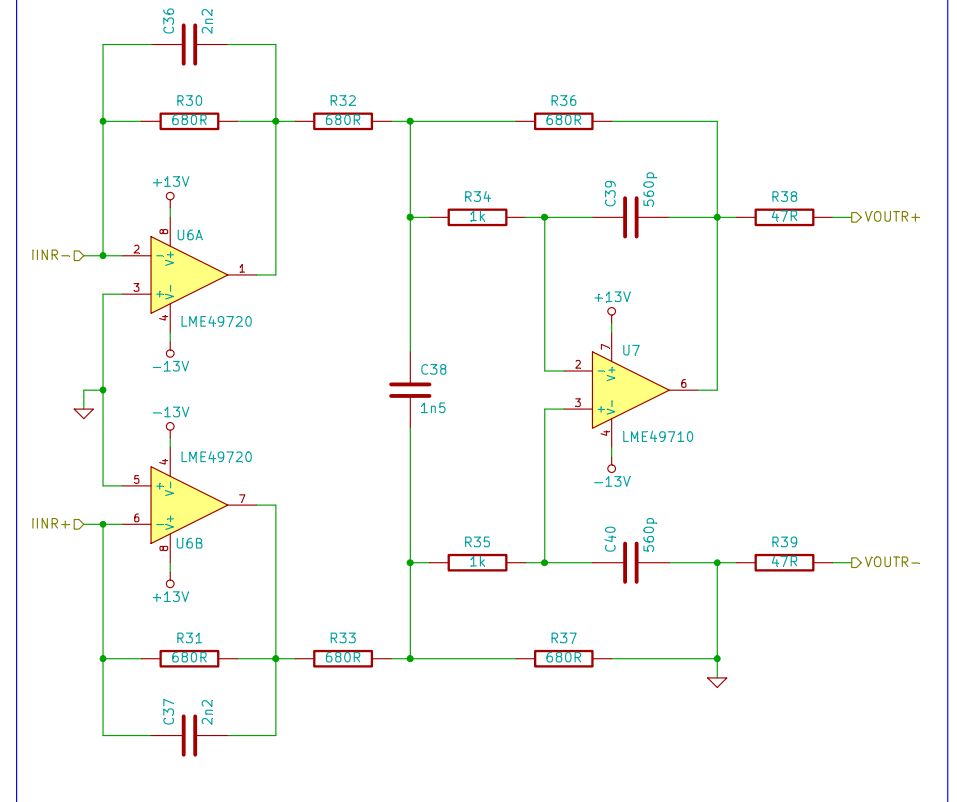 C36
2n2
R30
680R
R32
680R
R36
680R
+13V
8
U6A
IINR-
2
-
V+
3
+
V-
1
4
LME49720
-13V
R34
1k
C39
560p
R38
47R
VOUTR+
+13V
7
U7
2
-
V+
3
+
V-
6
4
LME49710
-13V
C38
1n5
-13V
4
LME49720
5
+
V-
7
IINR+
6
-
V+
8
U6B
+13V
R35
1k
C40
560p
R39
47R
VOUTR-
R31
680R
R33
680R
R37
680R
C37
2n2